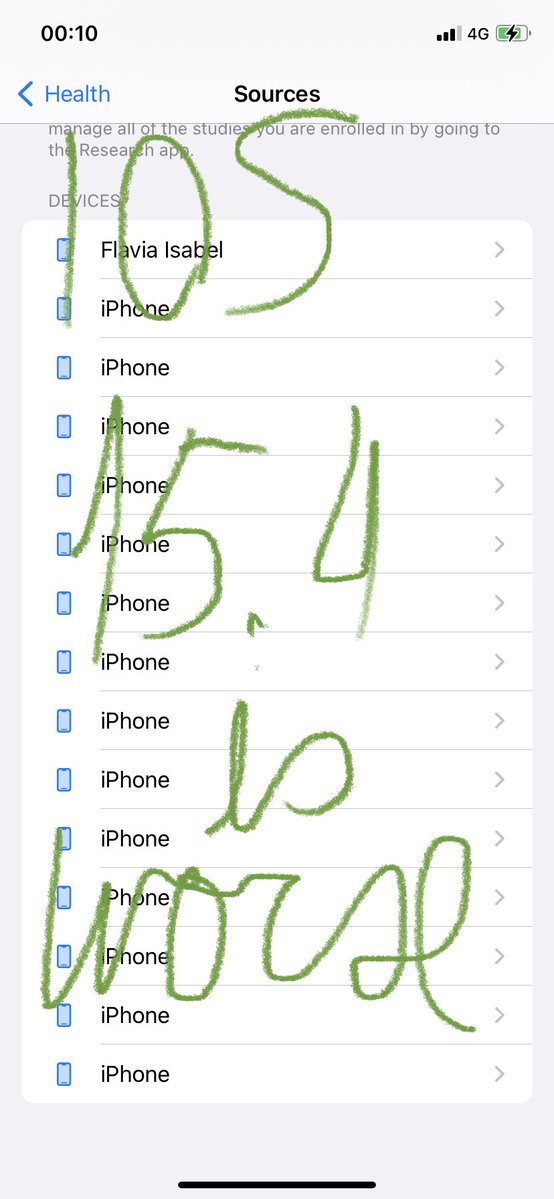 00:10
4G
Health
Sources
manage all of the studies you are enrolled in by going to
the Research app.
DEVICES
Flavia Isabel
iPhone
iPhone
iPhone
iPhone
iPhone
iPhone
iPhone
iPhone
iPhone
iPhone
iPhone
iPhone
iPhone
iPhone
IOS
15.4
is
worse